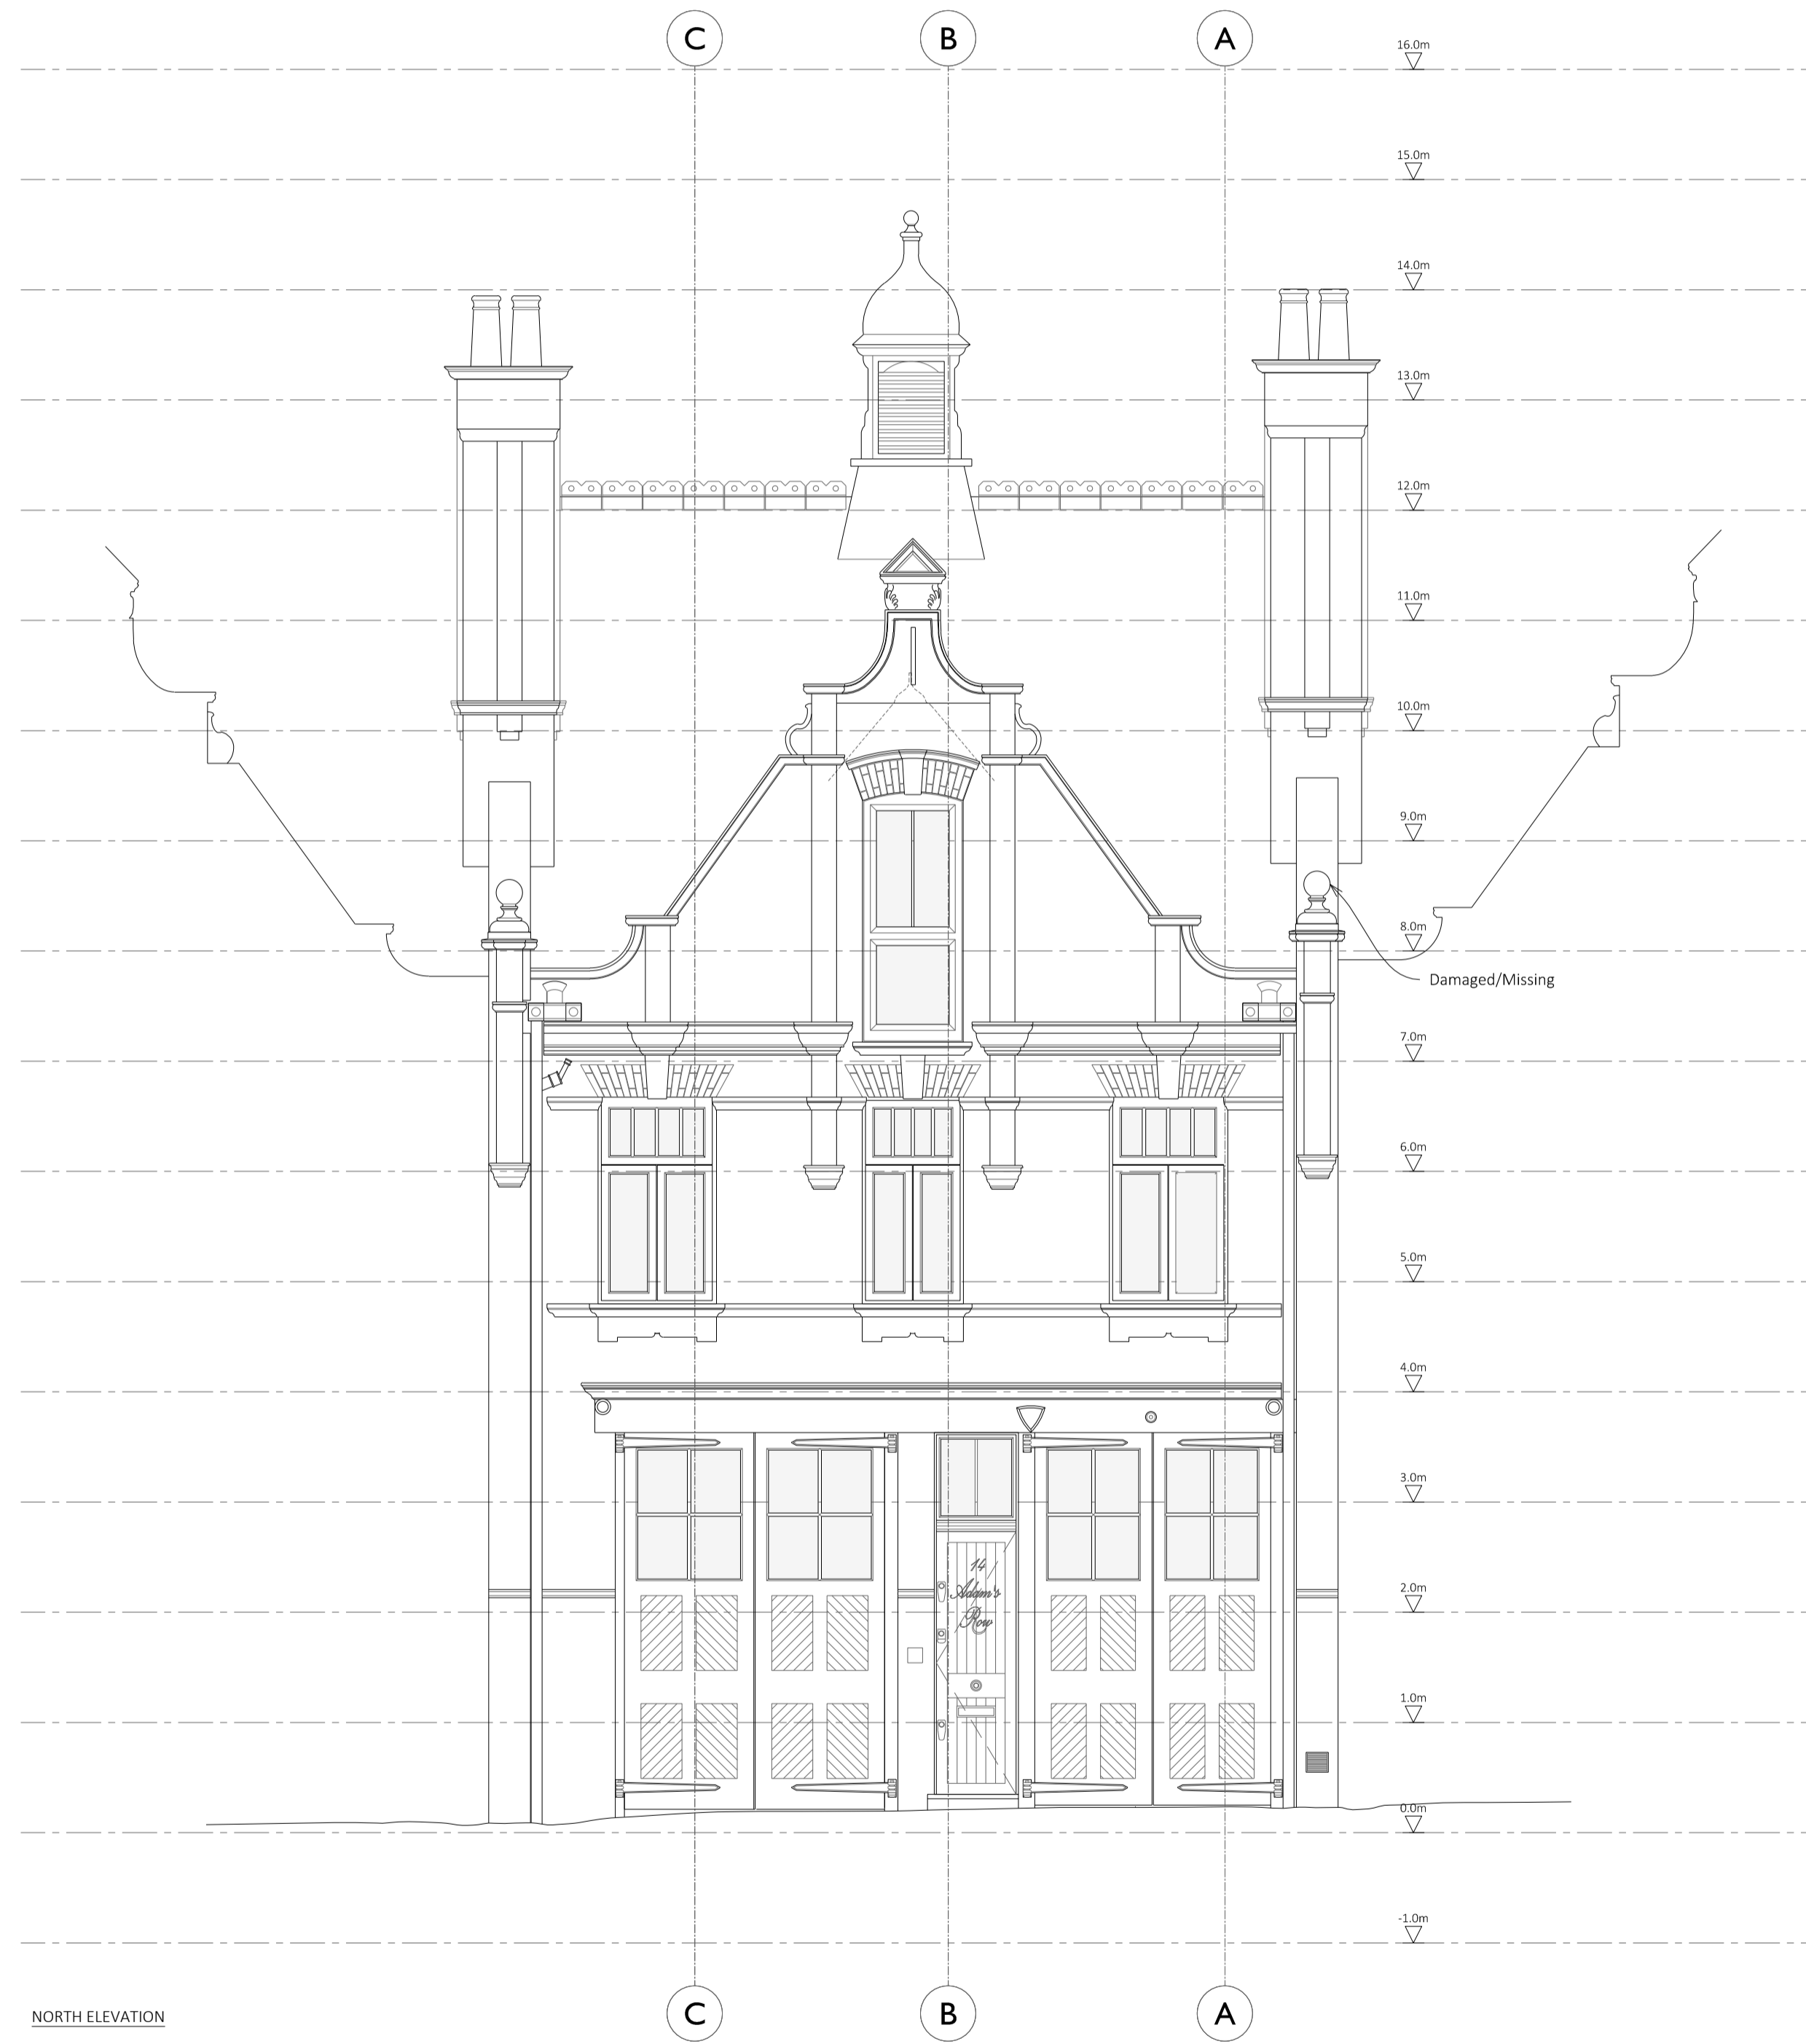 C B A
16.0m
15.0m
14.0m
13.0m
12.0m
11.0m
10.0m
9.0m
8.0m
Damaged/Missing
7.0m
6.0m
5.0m
4.0m
3.0m
2.0m
14
Adam's
Row
1.0m
0.0m
-1.0m
C B A
NORTH ELEVATION